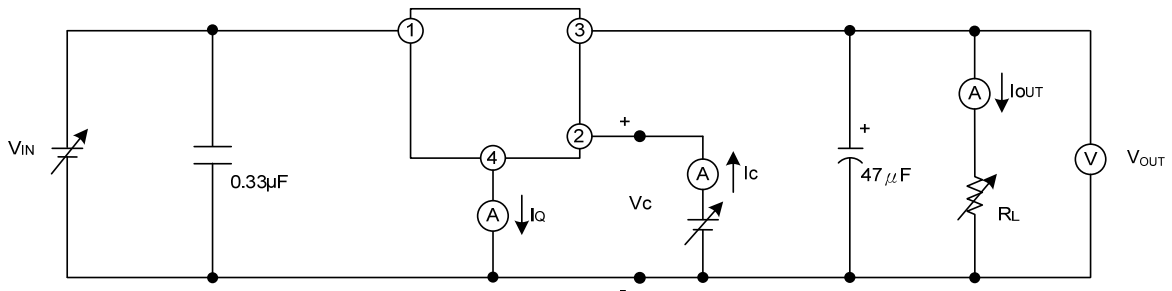 1
3
2
4
VIN
0.33μF
A
IQ
+
-
Vc
A
Ic
+
47μF
A
IOUT
RL
V
VOUT